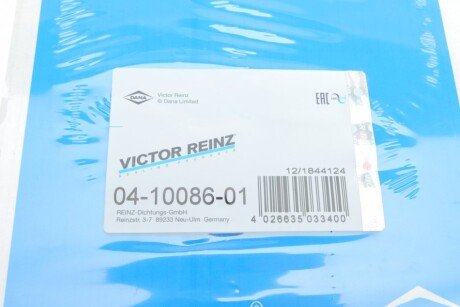 DANA
Victor Reinz
© Dana Limited
EAC
VICTOR REINZ
SEALING PRODUCTS
12/1844124
04-10086-01
REINZ-Dichtungs-GmbH
Reinzstr. 3-7 89233 Neu-Ulm Germany
4 026635 033400